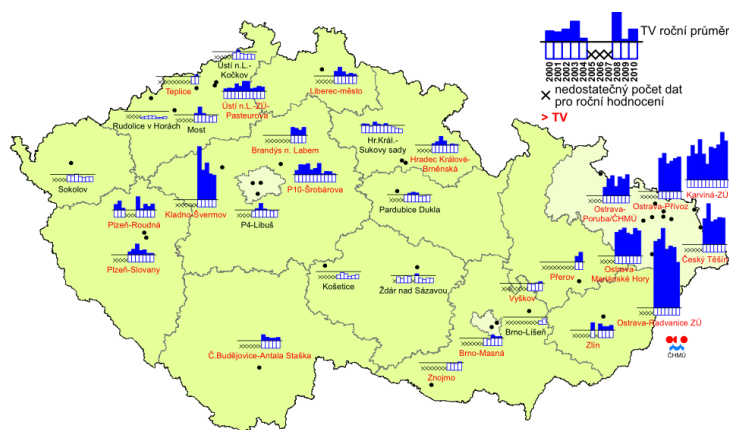 TV roční průměr
2000
2001
2002
2003
2004
2005
2006
2007
2008
2009
2010
nedostatečný počet dat
pro roční hodnocení
> TV
Ústí n.L.-
Kočkov
Teplice
Liberec-město
Ústí n.L.-ZÚ-
Pasteurova
Rudolice v Horách
Most
Brandýs n. Labem
Hr.Král.-
Sukovy sady
Hradec Králové-
Brněnská
Sokolov
P10-Šrobárova
Kladno-Švermov
Pardubice Dukla
Ostrava-
Poruba/ČHMÚ
Ostrava-Přívoz
Karviná-ZÚ
Plzeň-Roudná
P4-Libuš
Plzeň-Slovany
Český Těšín
Přerov
Ostrava-
Mariánské Hory
Košetice
Ždár nad Sázavou
Vyškov
Ostrava-Radvanice ZÚ
Brno-Líšeň
Zlín
Č.Budějovice-Antala Staška
Brno-Masná
ČHMÚ
Znojmo